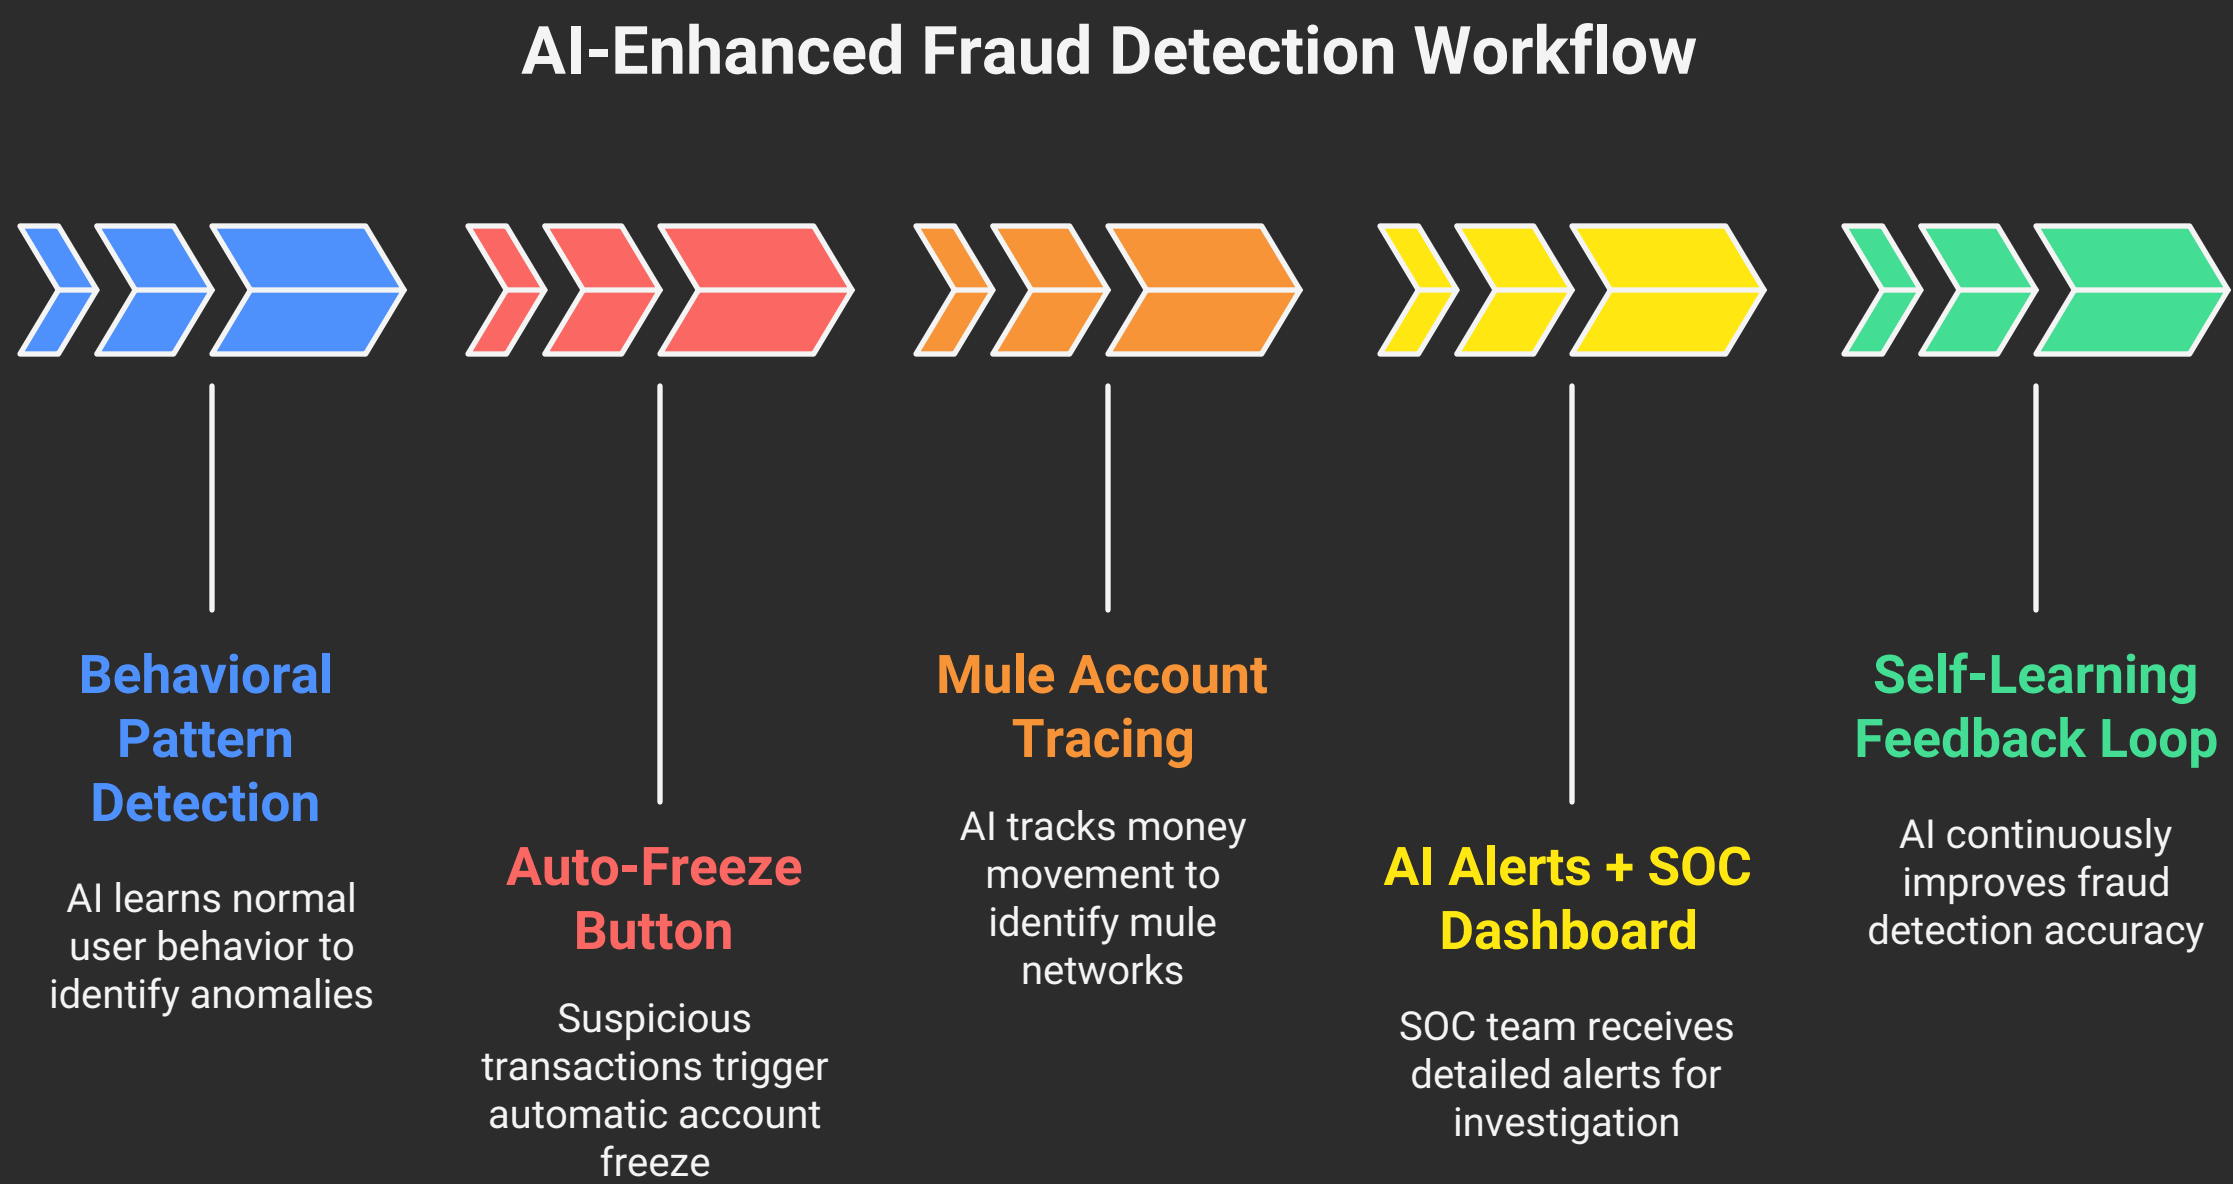 AI-Enhanced Fraud Detection Workflow
Behavioral
Pattern
Detection
AI learns normal
user behavior to
identify anomalies
Auto-Freeze
Button
Suspicious
transactions trigger
automatic account
freeze
Mule Account
Tracing
AI tracks money
movement to
identify mule
networks
AI Alerts + SOC
Dashboard
SOC team receives
detailed alerts for
investigation
Self-Learning
Feedback Loop
AI continuously
improves fraud
detection accuracy